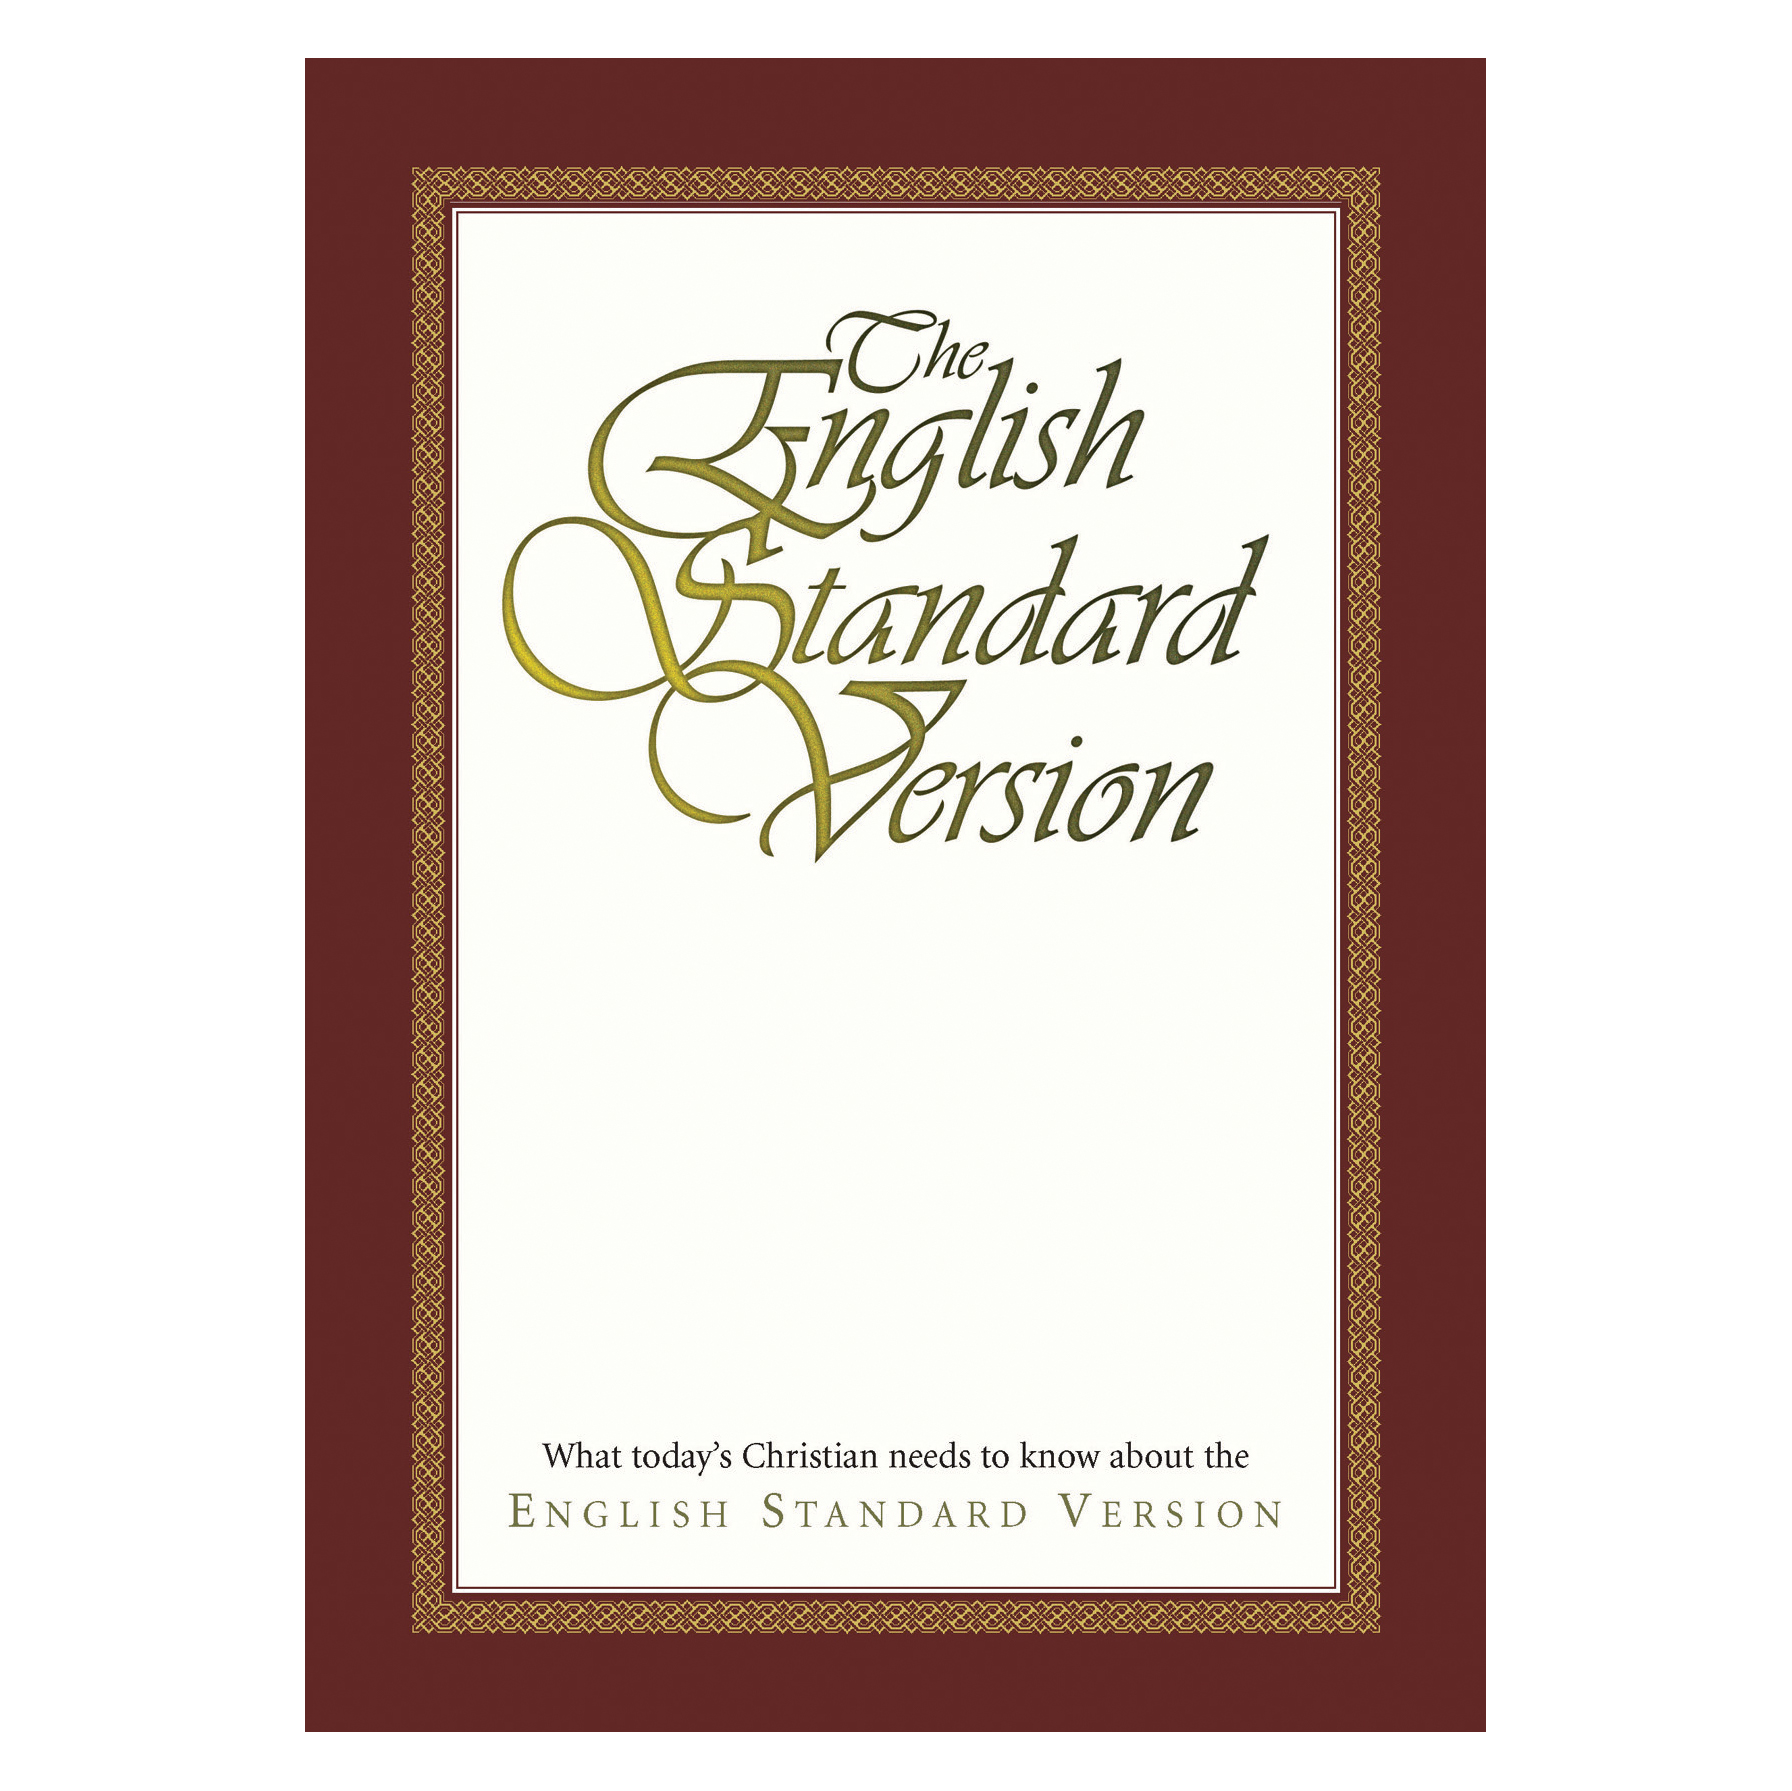 The
English
Standard
Version
What today’s Christian needs to know about the
ENGLISH STANDARD VERSION